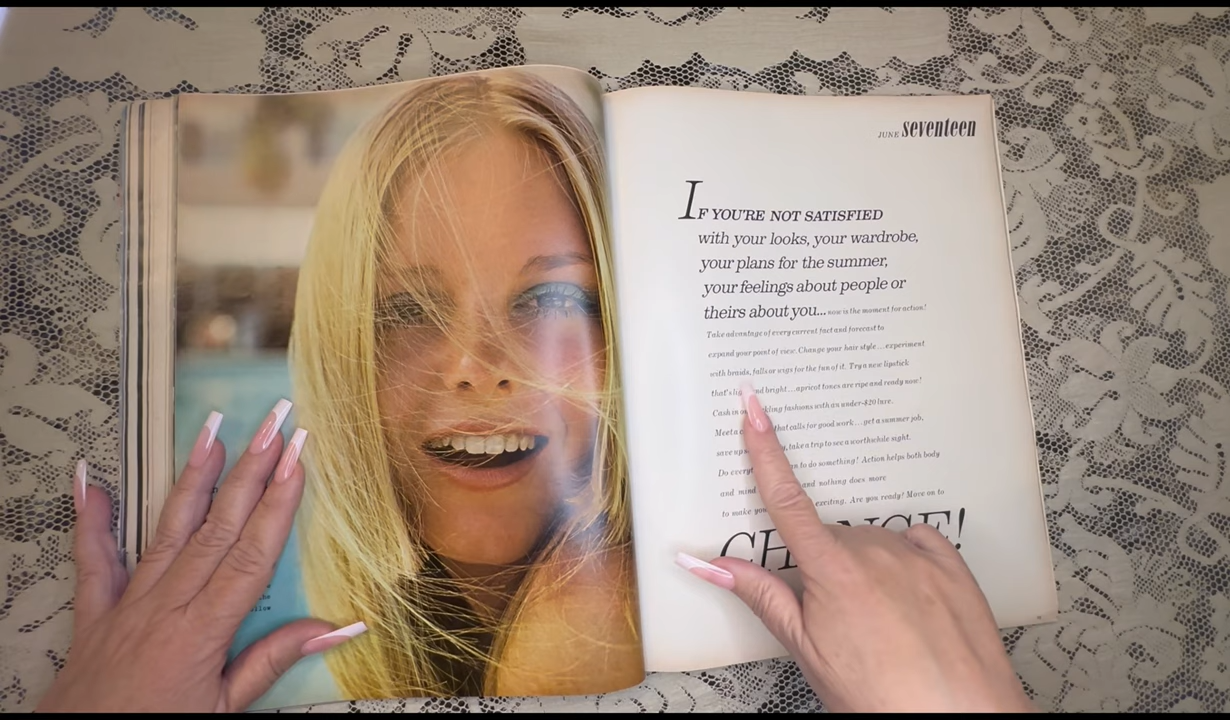 JUNE seventeen
IF YOU'RE NOT SATISFIED
with your looks, your wardrobe,
your plans for the summer,
your feelings about people or
theirs about you... now is the moment for action!
Take advantage of every current fact and forecast to
expand your point of view. Change your hair style...experiment
with braids, falls or wigs for the fun of it. Try a new lipstick
that's nd bright...apricot tones are ripe and ready now!
Cash in kling fashions with an under-$20 lure.
Meet a that calls for good work...get a summer job,
save up take a trip to see a worthwhile sight.
Do to do something! Action helps both body
and mind and nothing does more
to make you exciting. Are you ready? Move on to